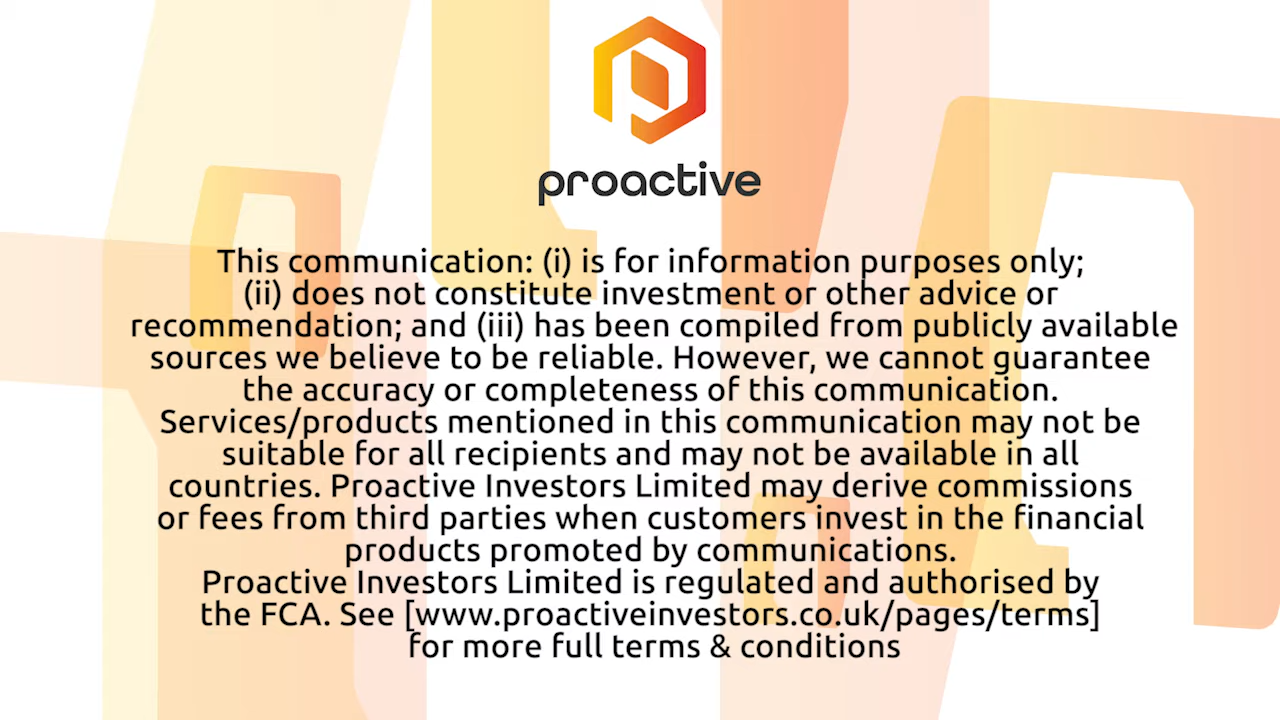 proactive
This communication: (i) is for information purposes only;
(ii) does not constitute investment or other advice or
recommendation; and (iii) has been compiled from publicly available
sources we believe to be reliable. However, we cannot guarantee
the accuracy or completeness of this communication.
Services/products mentioned in this communication may not be
suitable for all recipients and may not be available in all
countries. Proactive Investors Limited may derive commissions
or fees from third parties when customers invest in the financial
products promoted by communications.
Proactive Investors Limited is regulated and authorised by
the FCA. See [www.proactiveinvestors.co.uk/pages/terms]
for more full terms & conditions